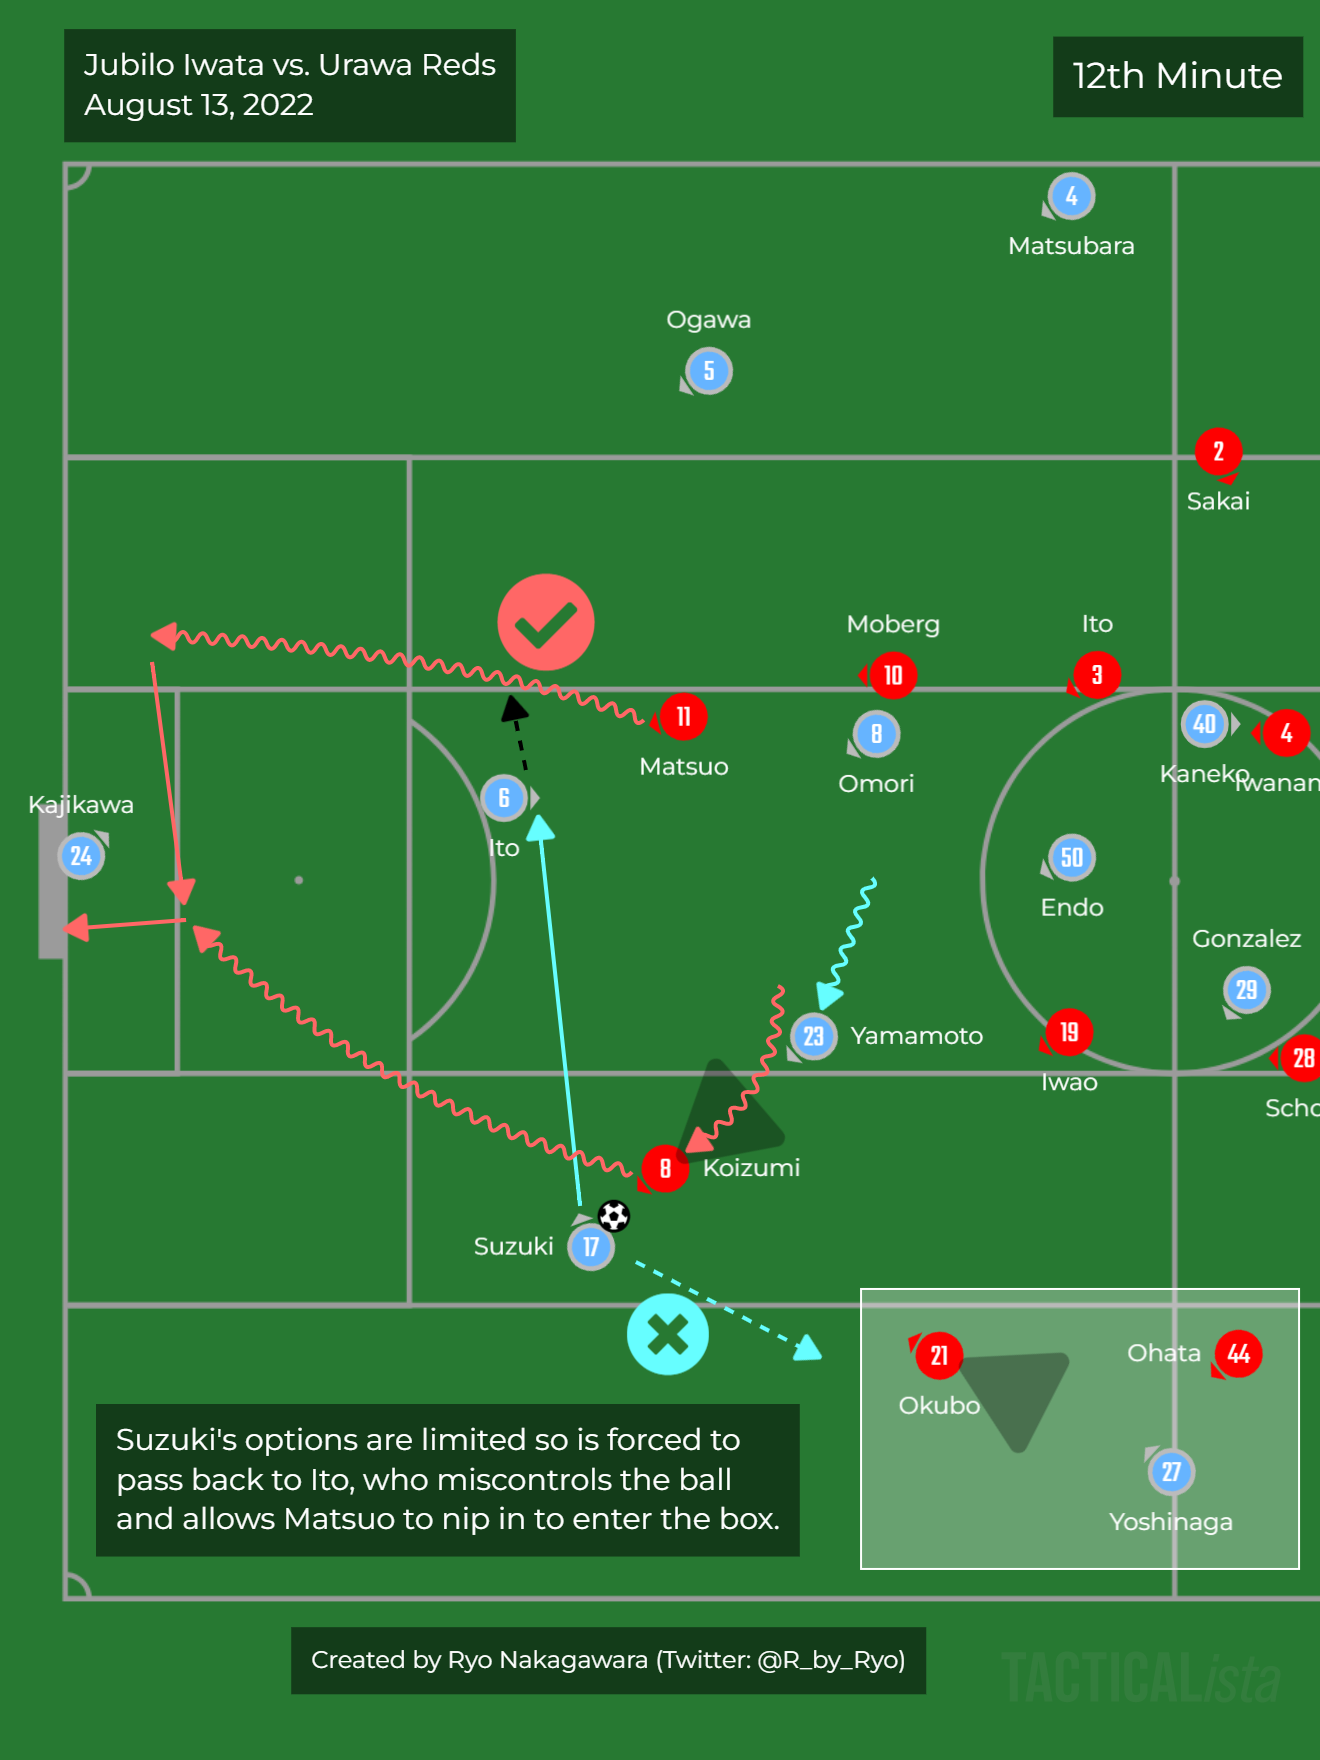 Jubilo Iwata vs. Urawa Reds
August 13, 2022
12th Minute
4
Matsubara
Ogawa
5
2
Sakai
Moberg
10
Ito
3
11
Matsuo
8
Omori
40
Kaneko
4
Iwanam
Kajikawa
24
6
Ito
50
Endo
Gonzalez
29
23
Yamamoto
19
Iwao
28
Scho
8
Koizumi
Suzuki
17
21
Okubo
Ohata
44
27
Yoshinaga
Suzuki's options are limited so is forced to
pass back to Ito, who miscontrols the ball
and allows Matsuo to nip in to enter the box.
Created by Ryo Nakagawara (Twitter: @R_by_Ryo)
TACTICALista